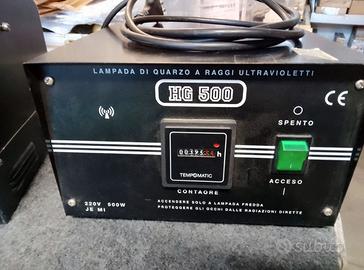 LAMPADA DI QUARZO A RAGGI ULTRAVIOLETTI
HG 500
CE
SPENTO
h
TEMPOMATIC
CONTAORE
ACCESO
220V 500W
JE MI
ACCENDERE SOLO A LAMPADA FREDDA
PROTEGGERE GLI OCCHI DALLE RADIAZIONI DIRETTE
subito